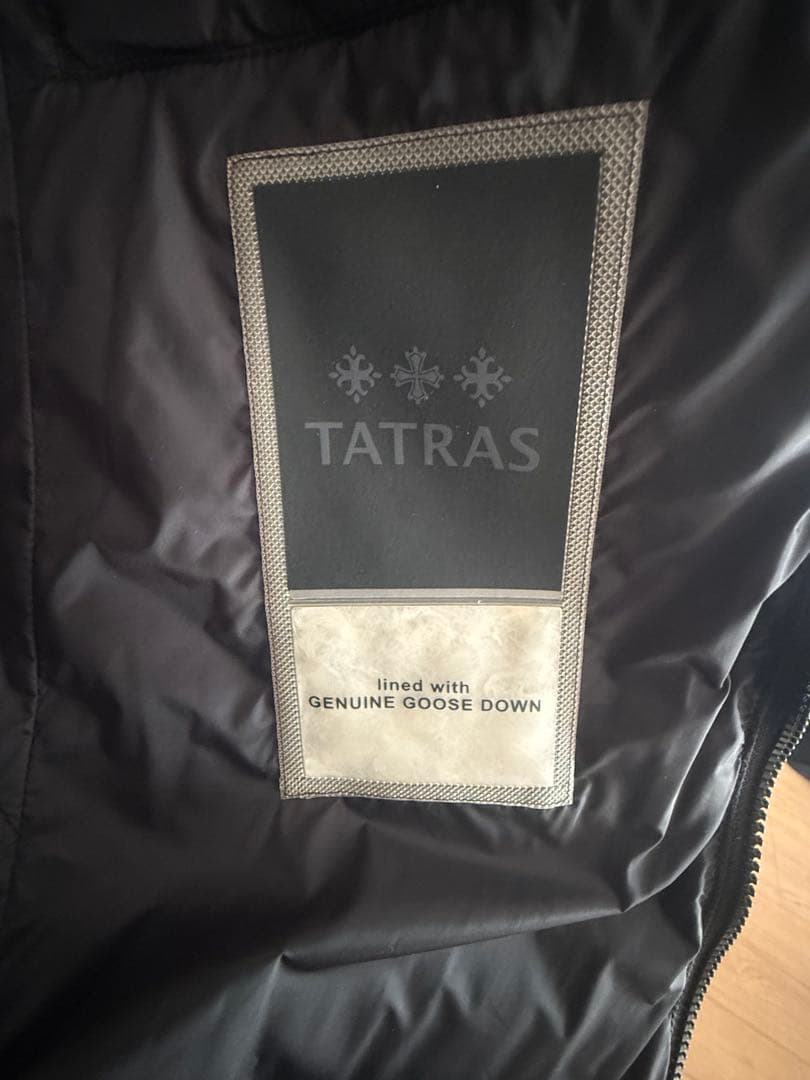 TATRAS
lined with
GENUINE GOOSE DOWN